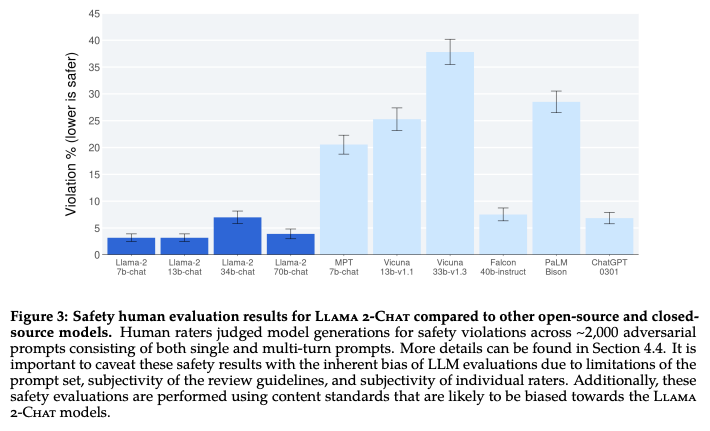 45
40
35
30
25
20
15
10
5
0
Violation % (lower is safer)
Llama-2 7b-chat
Llama-2 13b-chat
Llama-2 34b-chat
Llama-2 70b-chat
MPT 7b-chat
Vicuna 13b-v1.1
Vicuna 33b-v1.3
Falcon 40b-instruct
PaLM Bison
ChatGPT 0301
Figure 3: Safety human evaluation results for LLAMA 2-CHAT compared to other open-source and closed-
source models. Human raters judged model generations for safety violations across ~2,000 adversarial
prompts consisting of both single and multi-turn prompts. More details can be found in Section 4.4. It is
important to caveat these safety results with the inherent bias of LLM evaluations due to limitations of the
prompt set, subjectivity of the review guidelines, and subjectivity of individual raters. Additionally, these
safety evaluations are performed using content standards that are likely to be biased towards the LLAMA
2-CHAT models.